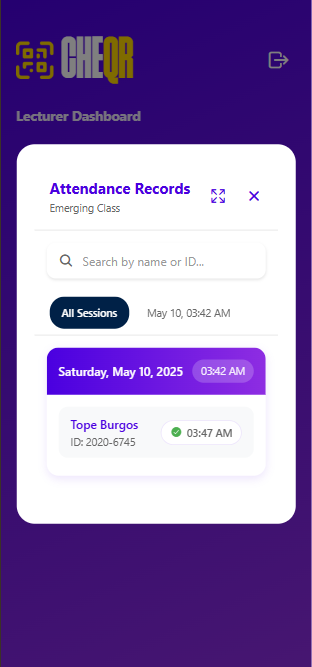 CHEQR
Lecturer Dashboard
Attendance Records
Emerging Class
Search by name or ID...
All Sessions
May 10, 03:42 AM
Saturday, May 10, 2025
03:42 AM
Tope Burgos
ID: 2020-6745
03:47 AM